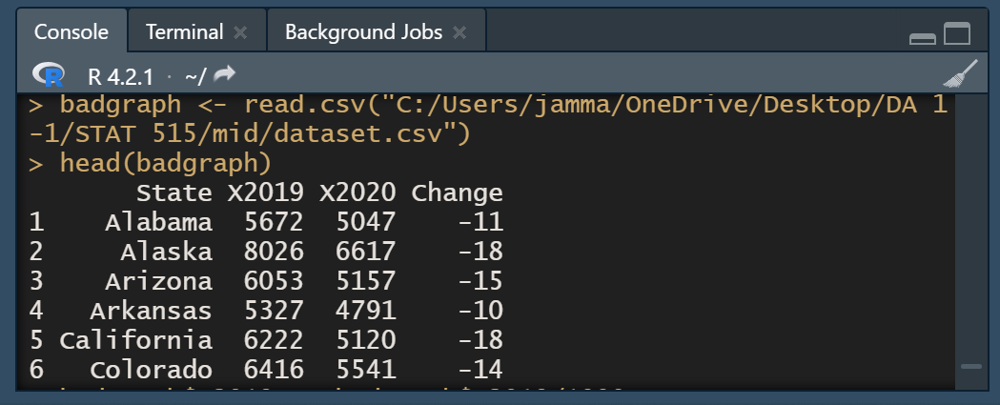 Console Terminal Background Jobs
R R 4.2.1 · ~/
> badgraph <- read.csv("C:/Users/jamma/OneDrive/Desktop/DA 1
-1/STAT 515/mid/dataset.csv")
> head(badgraph)
State X2019 X2020 Change
1 Alabama 5672 5047 -11
2 Alaska 8026 6617 -18
3 Arizona 6053 5157 -15
4 Arkansas 5327 4791 -10
5 California 6222 5120 -18
6 Colorado 6416 5541 -14